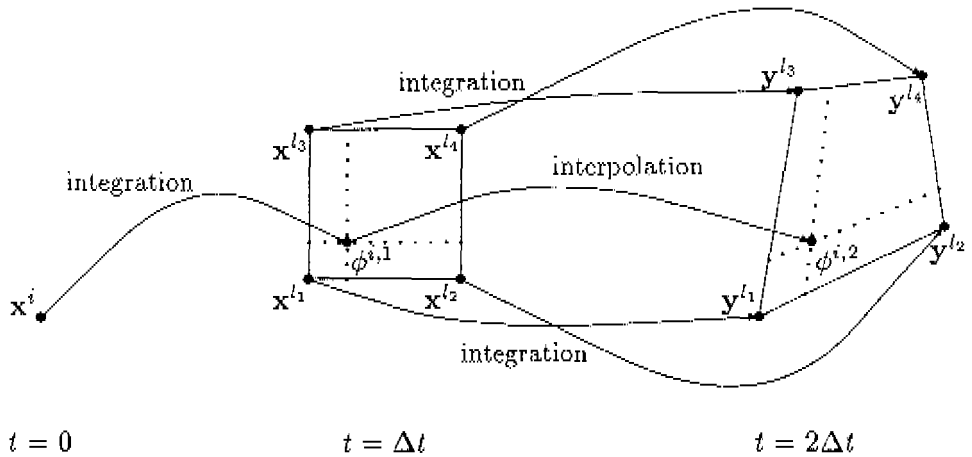 integration
y^{l_3}
y^{l_4}
x^{l_3}
x^{l_4}
integration
interpolation
ϕ^{i,1}
ϕ^{i,2}
y^{l_2}
x^i
x^{l_1}
x^{l_2}
y^{l_1}
integration
t = 0
t = Δt
t = 2Δt